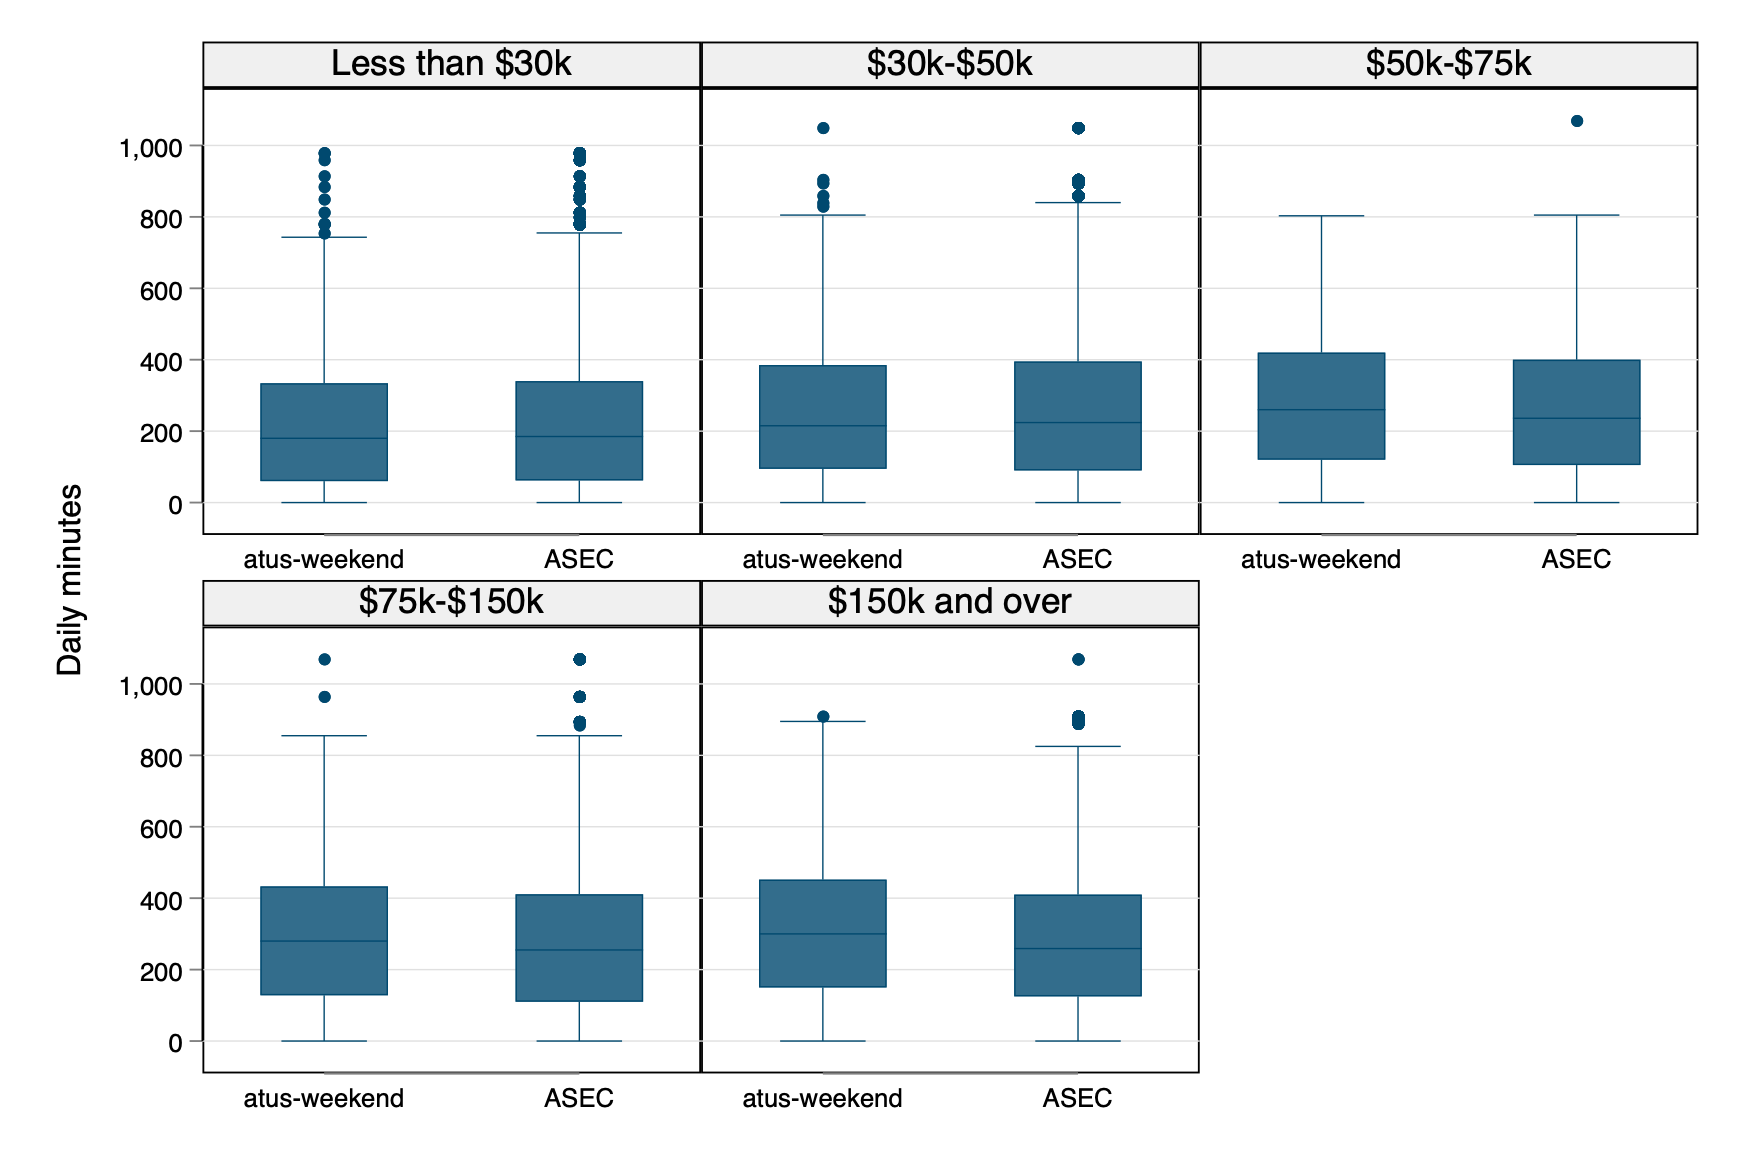 Less than $30k
$30k-$50k
$50k-$75k
1,000
800
600
400
200
0
atus-weekend
ASEC
atus-weekend
ASEC
atus-weekend
ASEC
Daily minutes
$75k-$150k
$150k and over
1,000
800
600
400
200
0
atus-weekend
ASEC
atus-weekend
ASEC